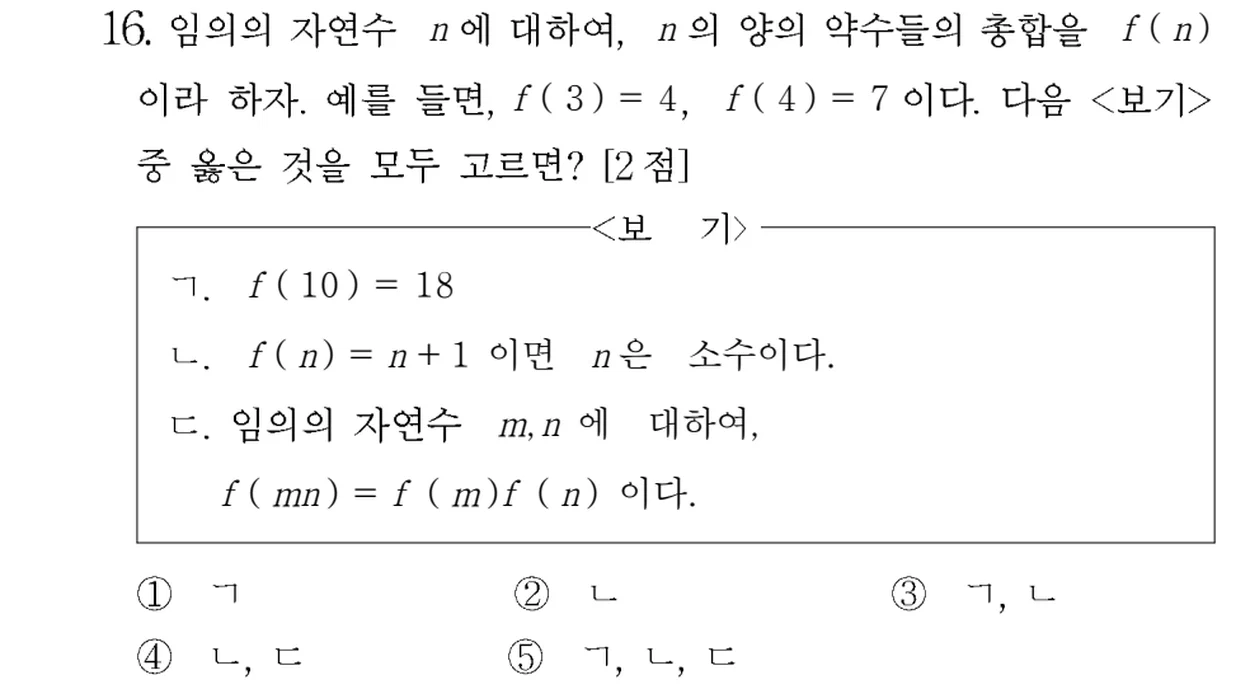 16. 임의의 자연수 n에 대하여, n의 양의 약수들의 총합을 f(n)
이라 하자. 예를 들면, f(3)=4, f(4)=7이다. 다음 <보기>
중 옳은 것을 모두 고르면? [2점]
<보 기>
ㄱ. f(10)=18
ㄴ. f(n)=n+1 이면 n은 소수이다.
ㄷ. 임의의 자연수 m,n에 대하여,
f(mn)=f(m)f(n) 이다.
① ㄱ ② ㄴ ③ ㄱ, ㄴ
④ ㄴ, ㄷ ⑤ ㄱ, ㄴ, ㄷ